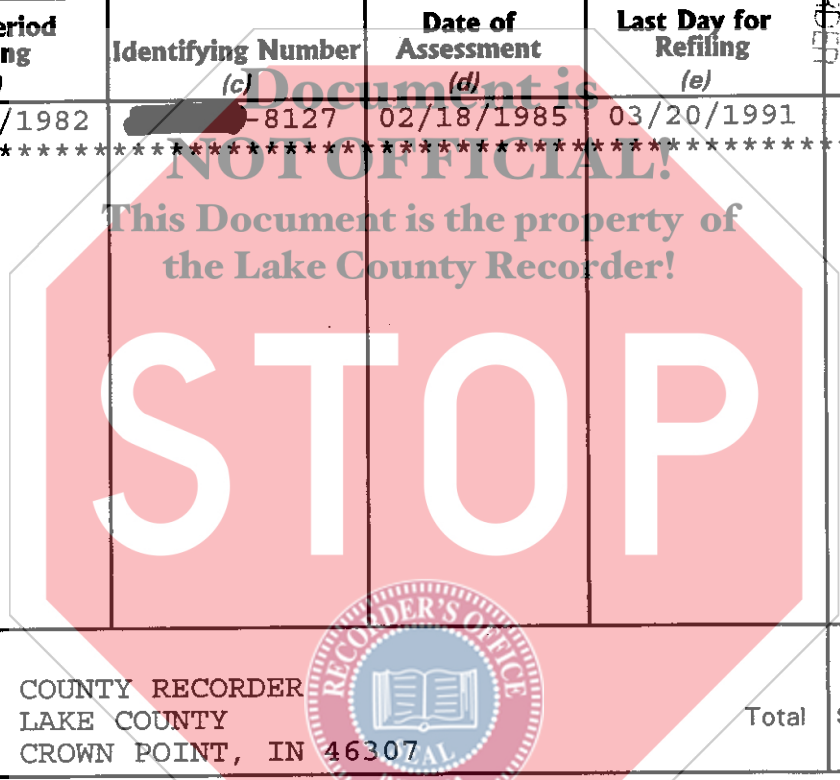 eriod
ng
Identifying Number
(c)
Date of
Assessment
(d)
Last Day for
Refiling
(e)
/1982 -8127 02/18/1985 03/20/1991
Document is
NOT OFFICIAL!
This Document is the property of
the Lake County Recorder!
STOP
RECORDER'S OFFICE
COUNTY RECORDER
LAKE COUNTY
CROWN POINT, IN 46307
Total